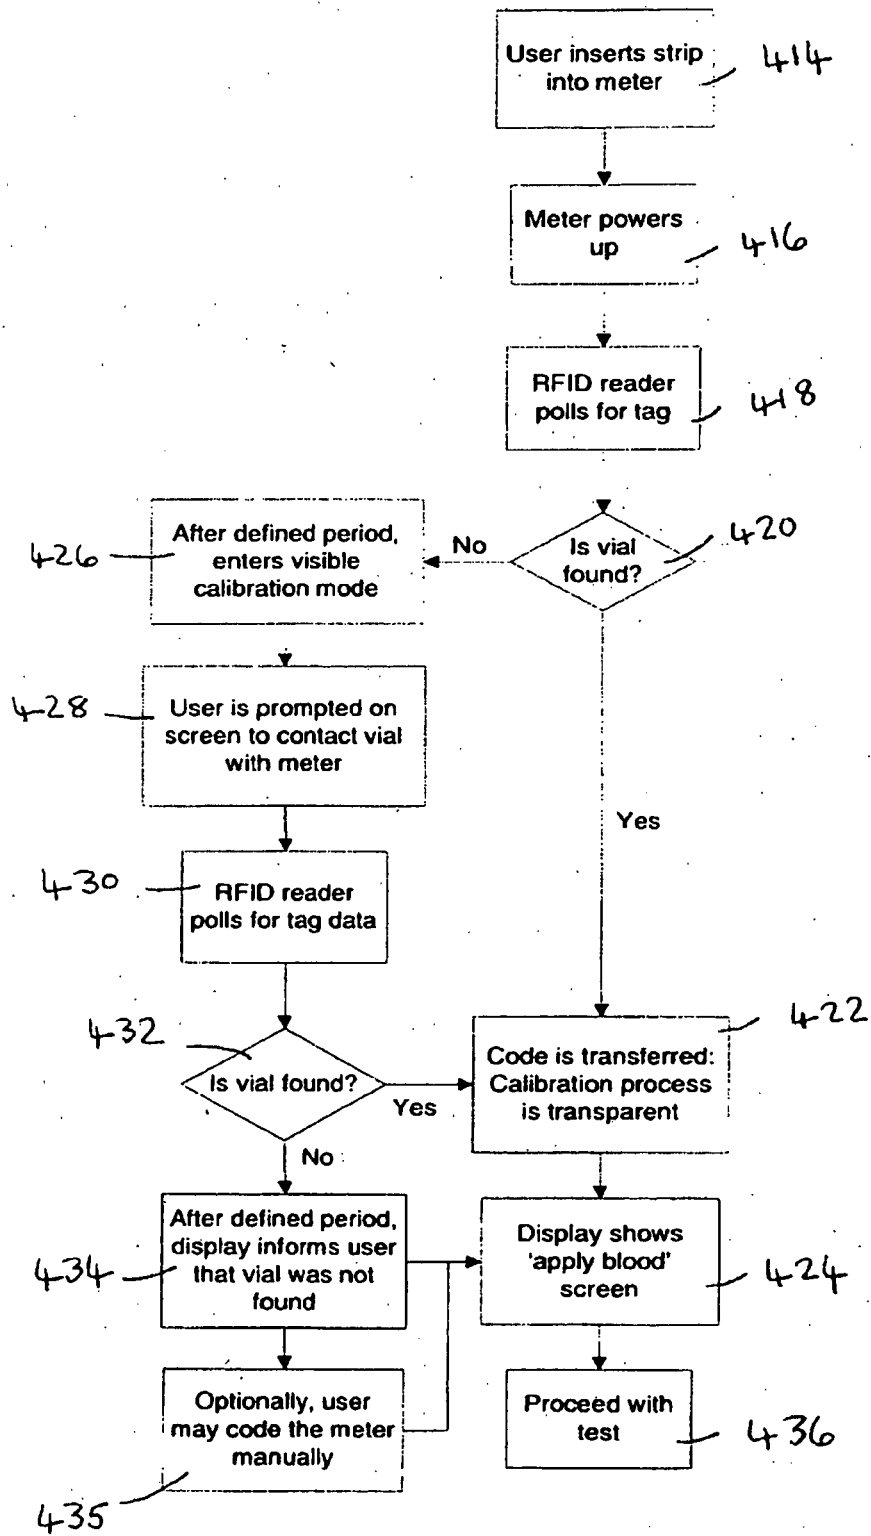 User inserts strip
into meter
414
Meter powers
up
416
RFID reader
polls for tag
418
Is vial
found?
420
No
After defined period,
enters visible
calibration mode
426
User is prompted on
screen to contact vial
with meter
428
Yes
RFID reader
polls for tag data
430
Is vial found?
432
Yes
Code is transferred:
Calibration process
is transparent
422
No
After defined period,
display informs user
that vial was not
found
434
Display shows
'apply blood'
screen
424
Optionally, user
may code the meter
manually
435
Proceed with
test
436